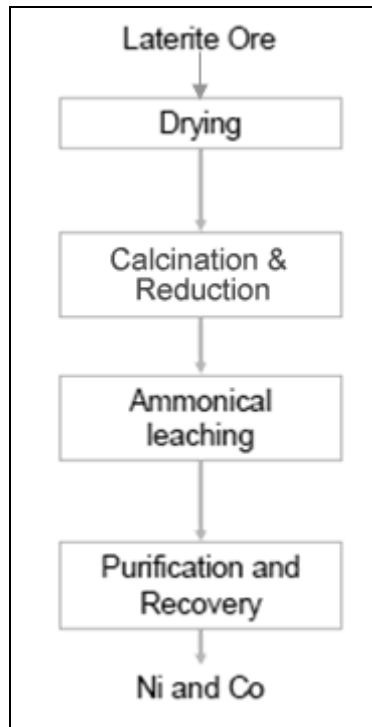 Laterite Ore
Drying
Calcination &
Reduction
Ammonical
leaching
Purification and
Recovery
Ni and Co